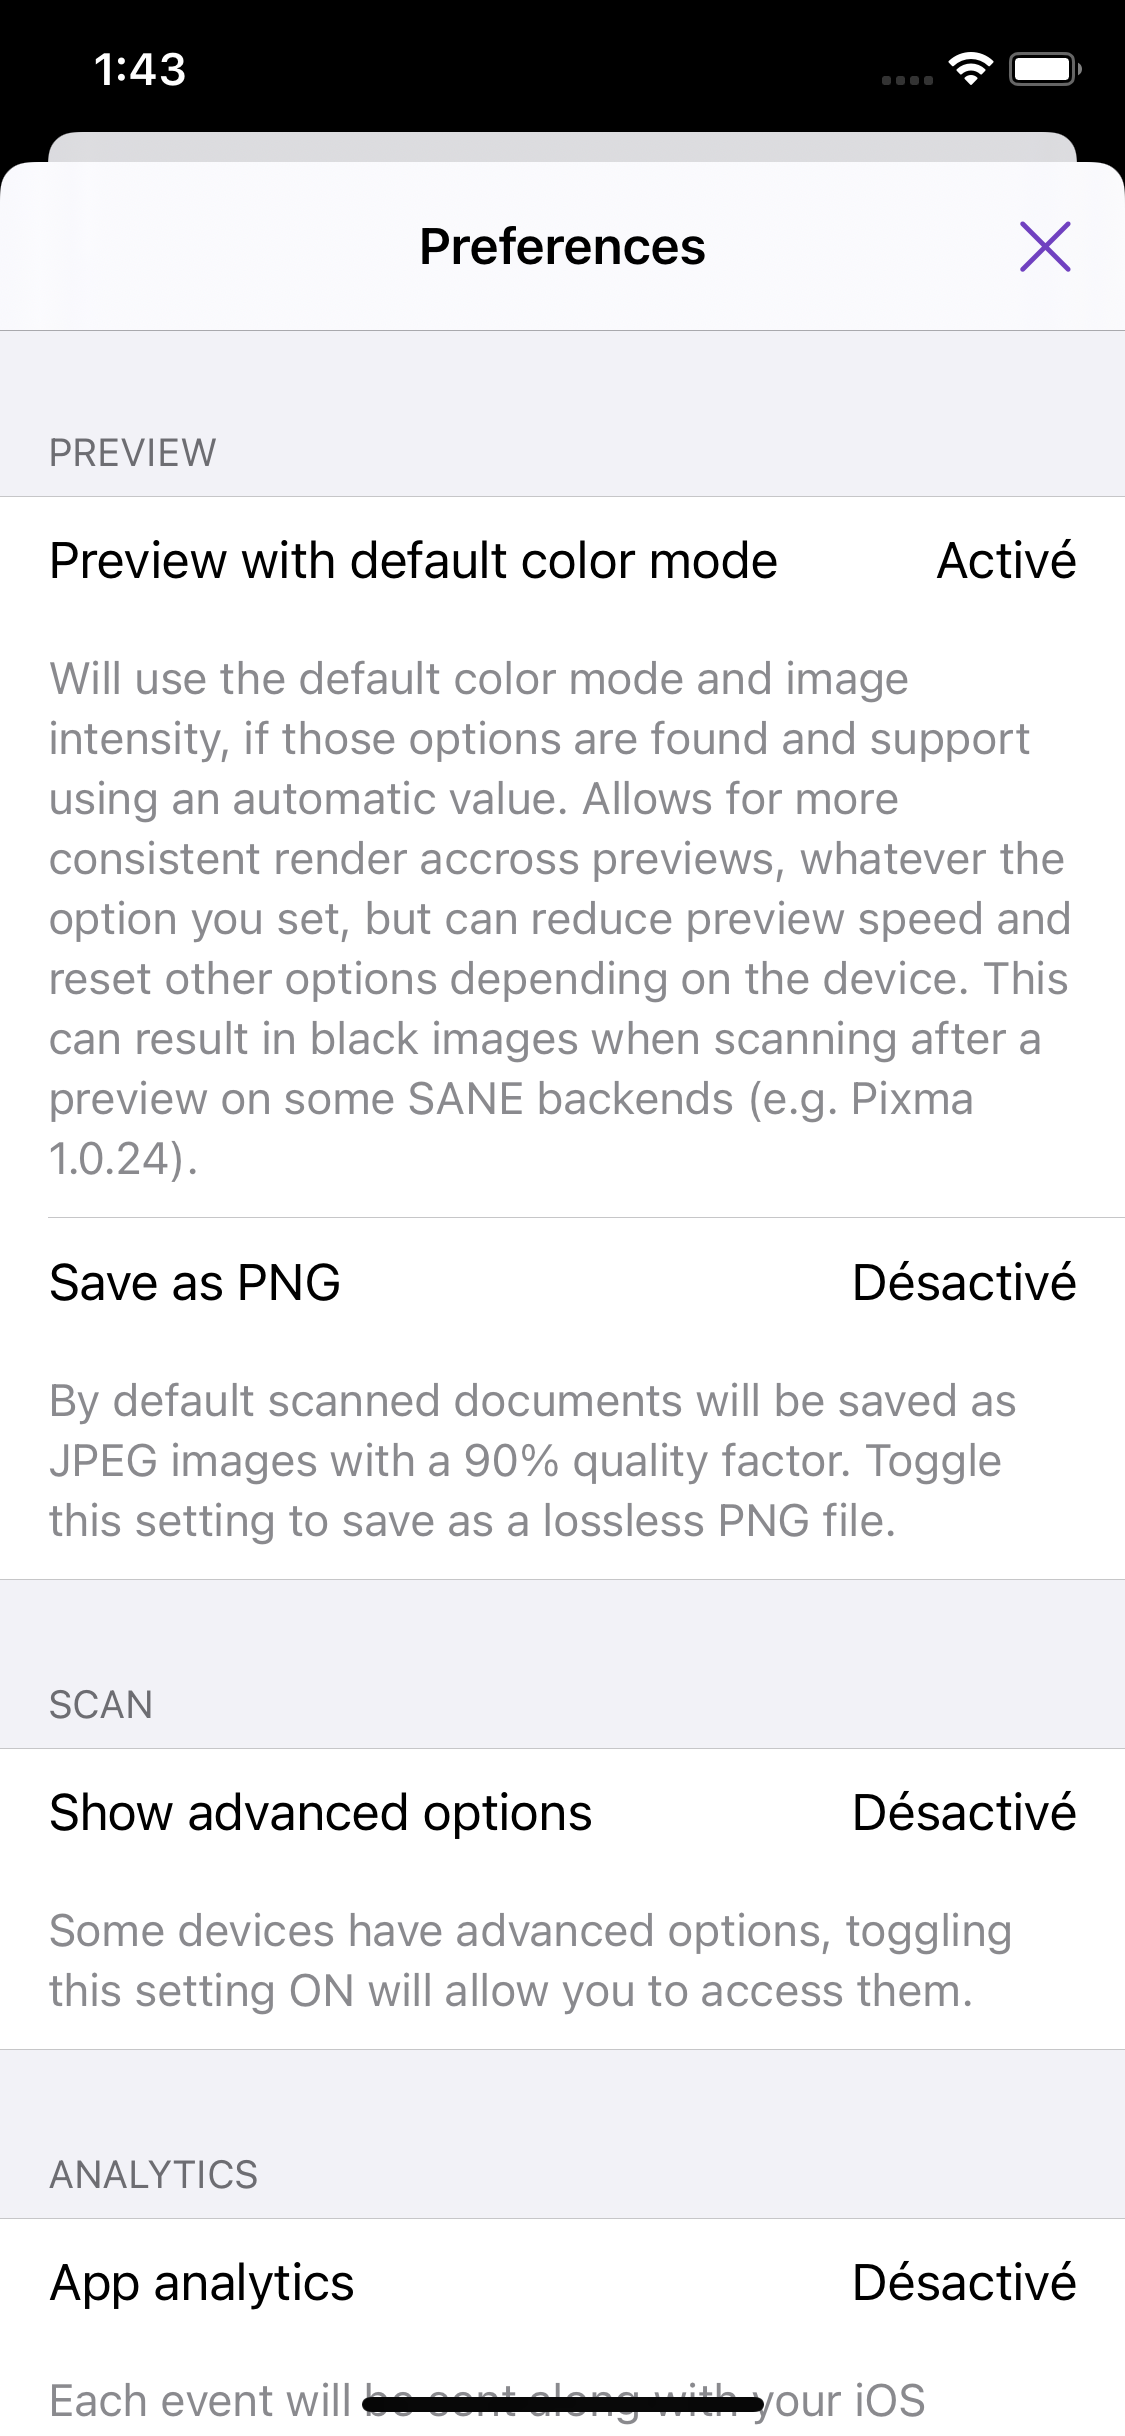 1:43
Preferences
PREVIEW
Preview with default color mode Activé
Will use the default color mode and image
intensity, if those options are found and support
using an automatic value. Allows for more
consistent render accross previews, whatever the
option you set, but can reduce preview speed and
reset other options depending on the device. This
can result in black images when scanning after a
preview on some SANE backends (e.g. Pixma
1.0.24).
Save as PNG Désactivé
By default scanned documents will be saved as
JPEG images with a 90% quality factor. Toggle
this setting to save as a lossless PNG file.
SCAN
Show advanced options Désactivé
Some devices have advanced options, toggling
this setting ON will allow you to access them.
ANALYTICS
App analytics Désactivé
Each event will be sent along with your iOS